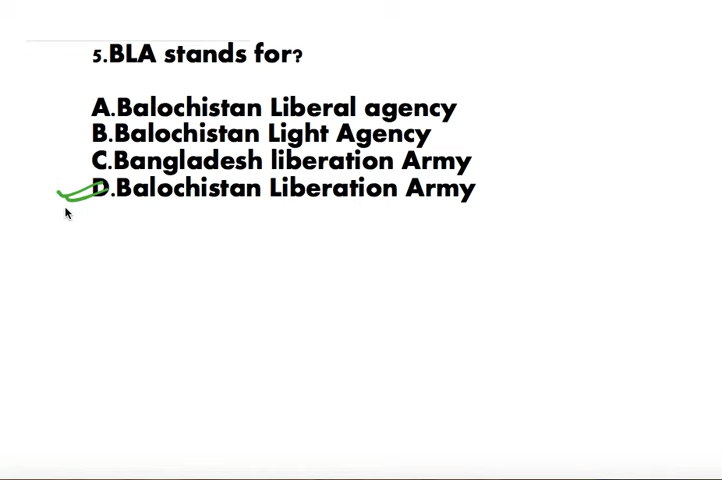 5.BLA stands for?
A.Balochistan Liberal agency
B.Balochistan Light Agency
C.Bangladesh liberation Army
D.Balochistan Liberation Army